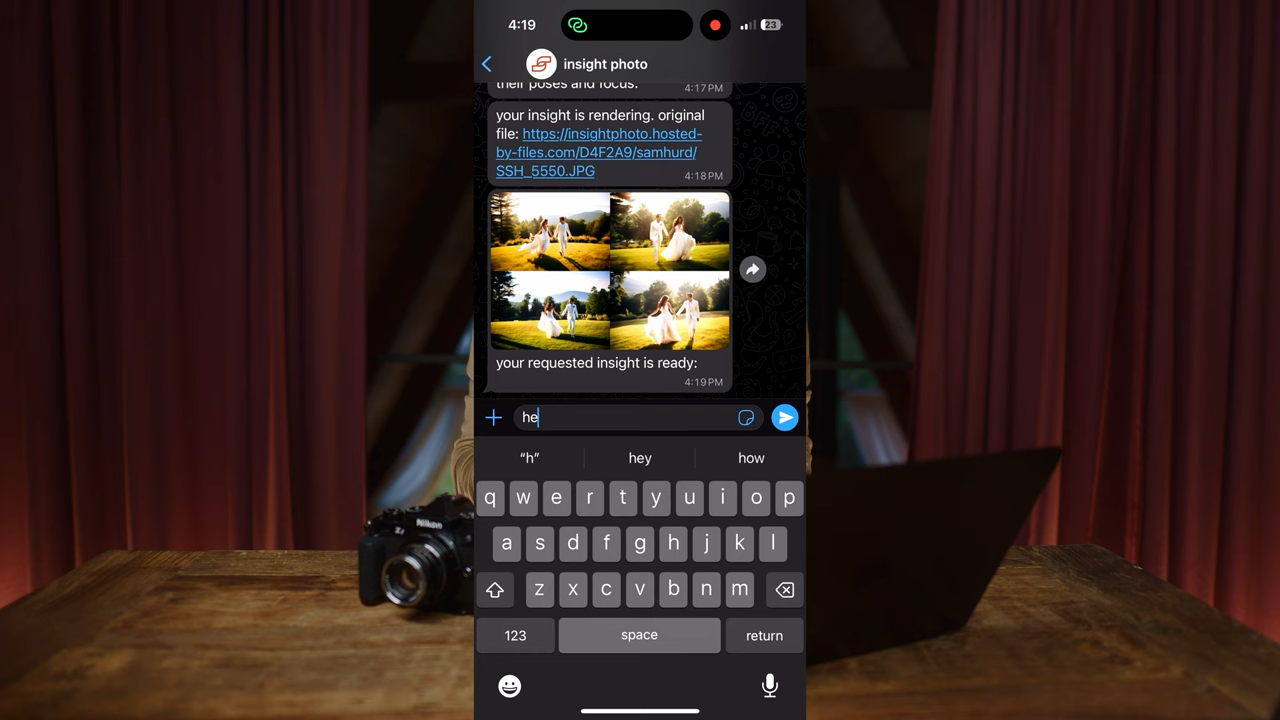 4:19
23
insight photo
their poses and focus.
4:17 PM
your insight is rendering. original
file: https://insightphoto.hosted-
by-files.com/D4F2A9/samhurd/
SSH_5550.JPG
4:18 PM
your requested insight is ready:
4:19 PM
he
“h”
hey
how
q w e r t y u i o p
a s d f g h j k l
z x c v b n m
123
space
return
Nikon
Zf